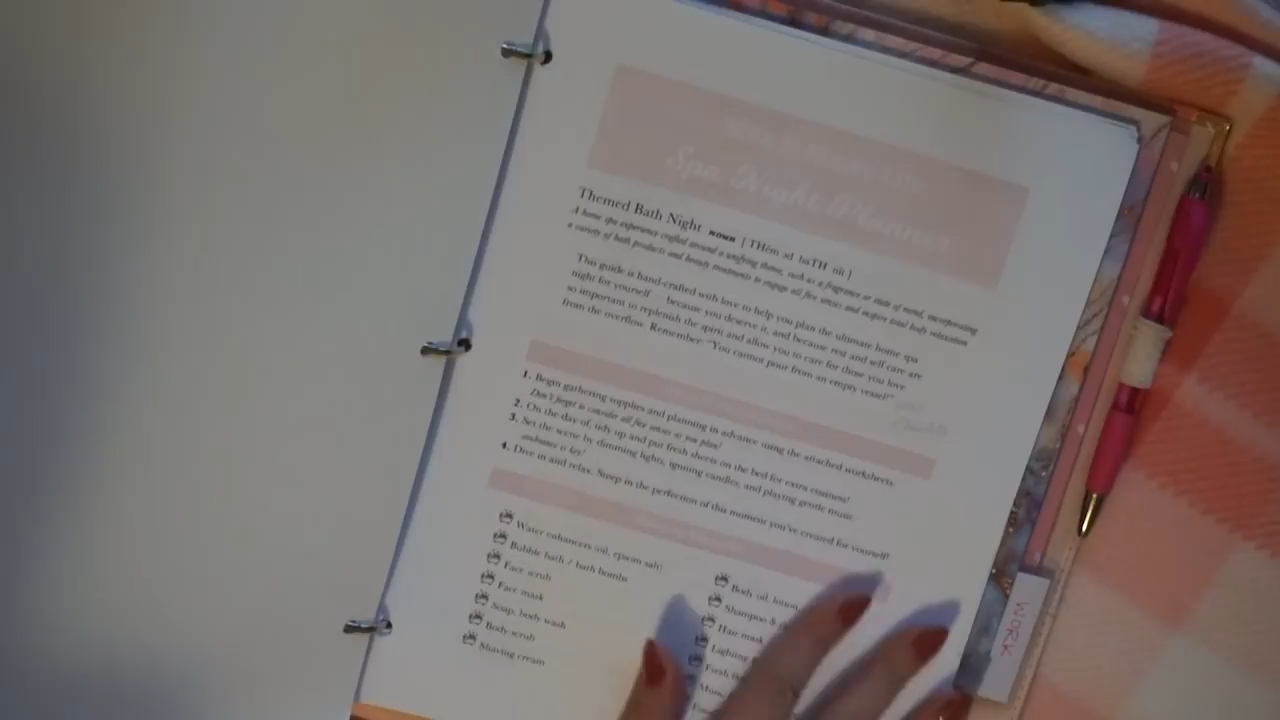 Spa Night Planner
Themed Bath Night noun [ THēm əd baTH nīt ]
A home spa experience crafted around a unifying theme, such as a fragrance or state of mind, incorporating
a variety of bath products and beauty treatments to engage all five senses and inspire total body relaxation
This guide is hand-crafted with love to help you plan the ultimate home spa
night for yourself because you deserve it, and because rest and self care are
so important to replenish the spirit and allow you to care for those you love
from the overflow. Remember: "You cannot pour from an empty vessel!"
1. Begin gathering supplies and planning in advance using the attached worksheets
Don't forget to consider all five senses as you plan!
2. On the day of, tidy up and put fresh sheets on the bed for extra coziness!
3. Set the scene by dimming lights, igniting candles, and playing gentle music
ambiance is key!
4. Dive in and relax. Steep in the perfection of this moment you've created for yourself!
Water enhancers (oil, epsom salt)
Bubble bath / bath bombs
Face scrub
Face mask
Soap, body wash
Body scrub
Shaving cream
Body oil, lotion
Shampoo &
Hair mask
Lighting
Fresh
WORK